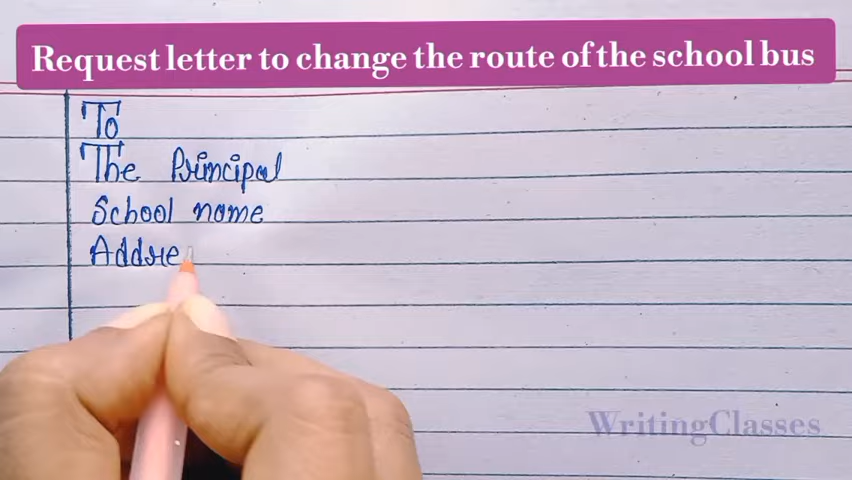 Request letter to change the route of the school bus
To
The Principal
School name
Addre
WritingClasses